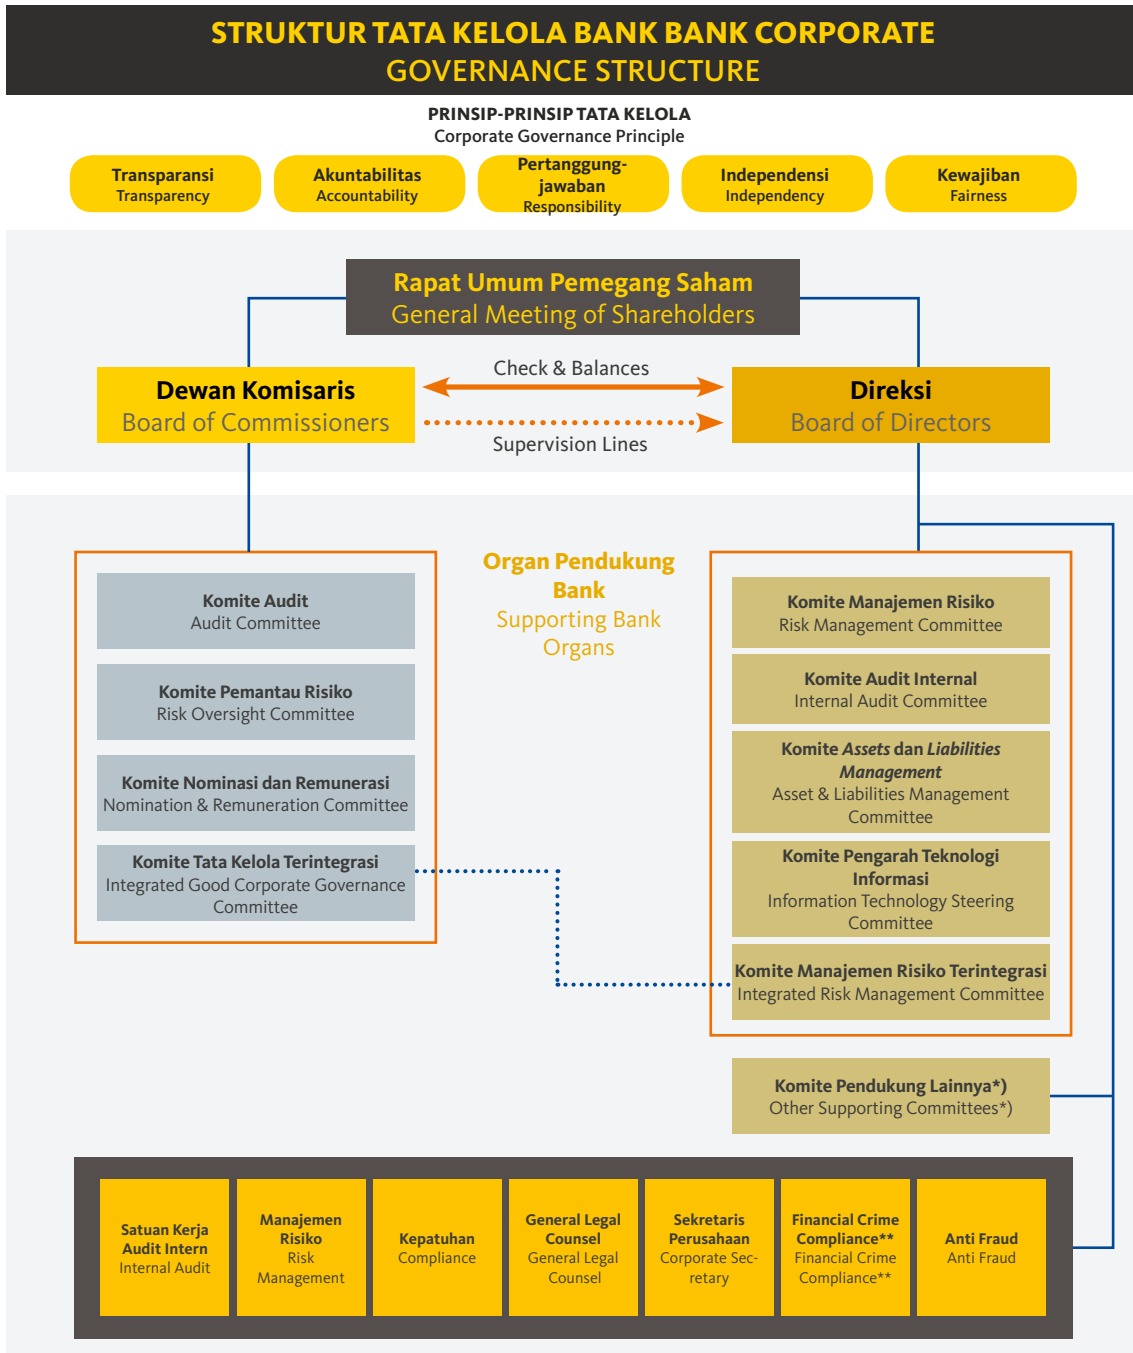 STRUKTUR TATA KELOLA BANK BANK CORPORATE
GOVERNANCE STRUCTURE
PRINSIP-PRINSIP TATA KELOLA
Corporate Governance Principle
Transparansi
Transparency
Akuntabilitas
Accountability
Pertanggung-
jawaban
Responsibility
Independensi
Independency
Kewajiban
Fairness
Rapat Umum Pemegang Saham
General Meeting of Shareholders
Dewan Komisaris
Board of Commissioners
Check & Balances
Supervision Lines
Direksi
Board of Directors
Organ Pendukung
Bank
Supporting Bank
Organs
Komite Audit
Audit Committee
Komite Pemantau Risiko
Risk Oversight Committee
Komite Nominasi dan Remunerasi
Nomination & Remuneration Committee
Komite Tata Kelola Terintegrasi
Integrated Good Corporate Governance
Committee
Komite Manajemen Risiko
Risk Management Committee
Komite Audit Internal
Internal Audit Committee
Komite Assets dan Liabilities
Management
Asset & Liabilities Management
Committee
Komite Pengarah Teknologi
Informasi
Information Technology Steering
Committee
Komite Manajemen Risiko Terintegrasi
Integrated Risk Management Committee
Komite Pendukung Lainnya*)
Other Supporting Committees*)
Satuan Kerja
Audit Intern
Internal Audit
Manajemen
Risiko
Risk
Management
Kepatuhan
Compliance
General Legal
Counsel
General Legal
Counsel
Sekretaris
Perusahaan
Corporate Sec-
retary
Financial Crime
Compliance**
Financial Crime
Compliance**
Anti Fraud
Anti Fraud